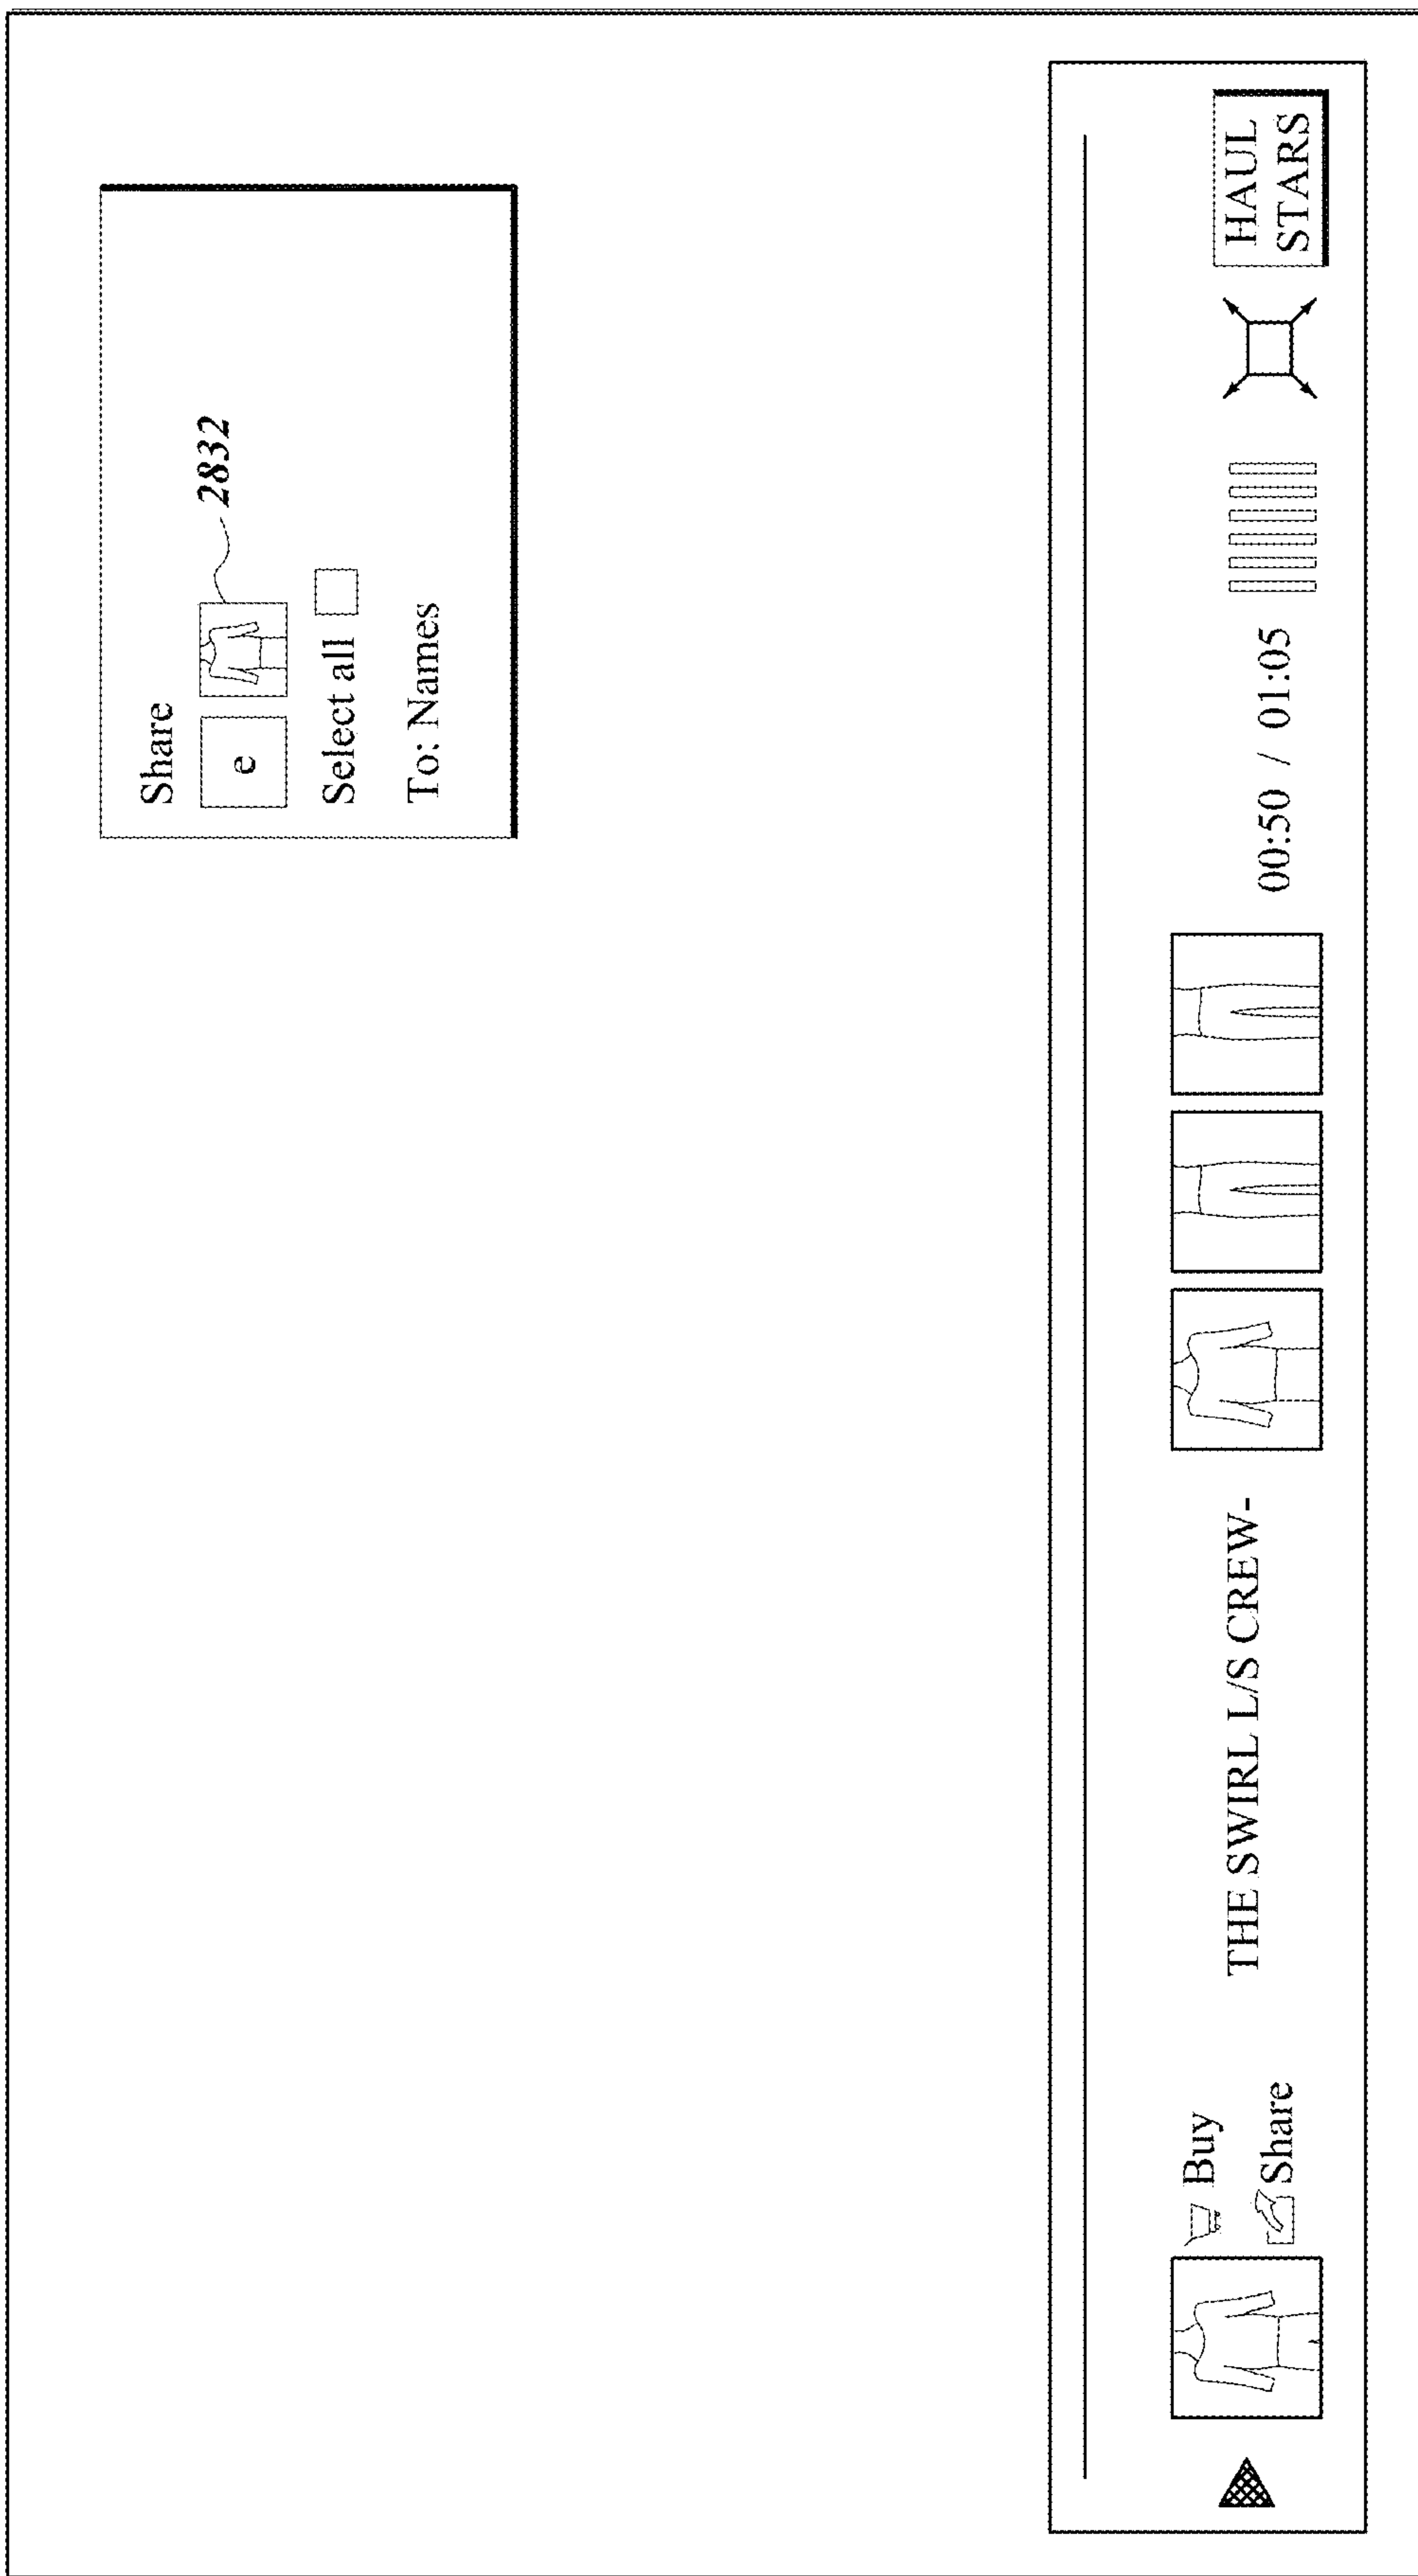 Share
2832
e
Select all
To: Names
Buy
Share
THE SWIRL L/S CREW-
00:50 / 01:05
HAUL
STARS